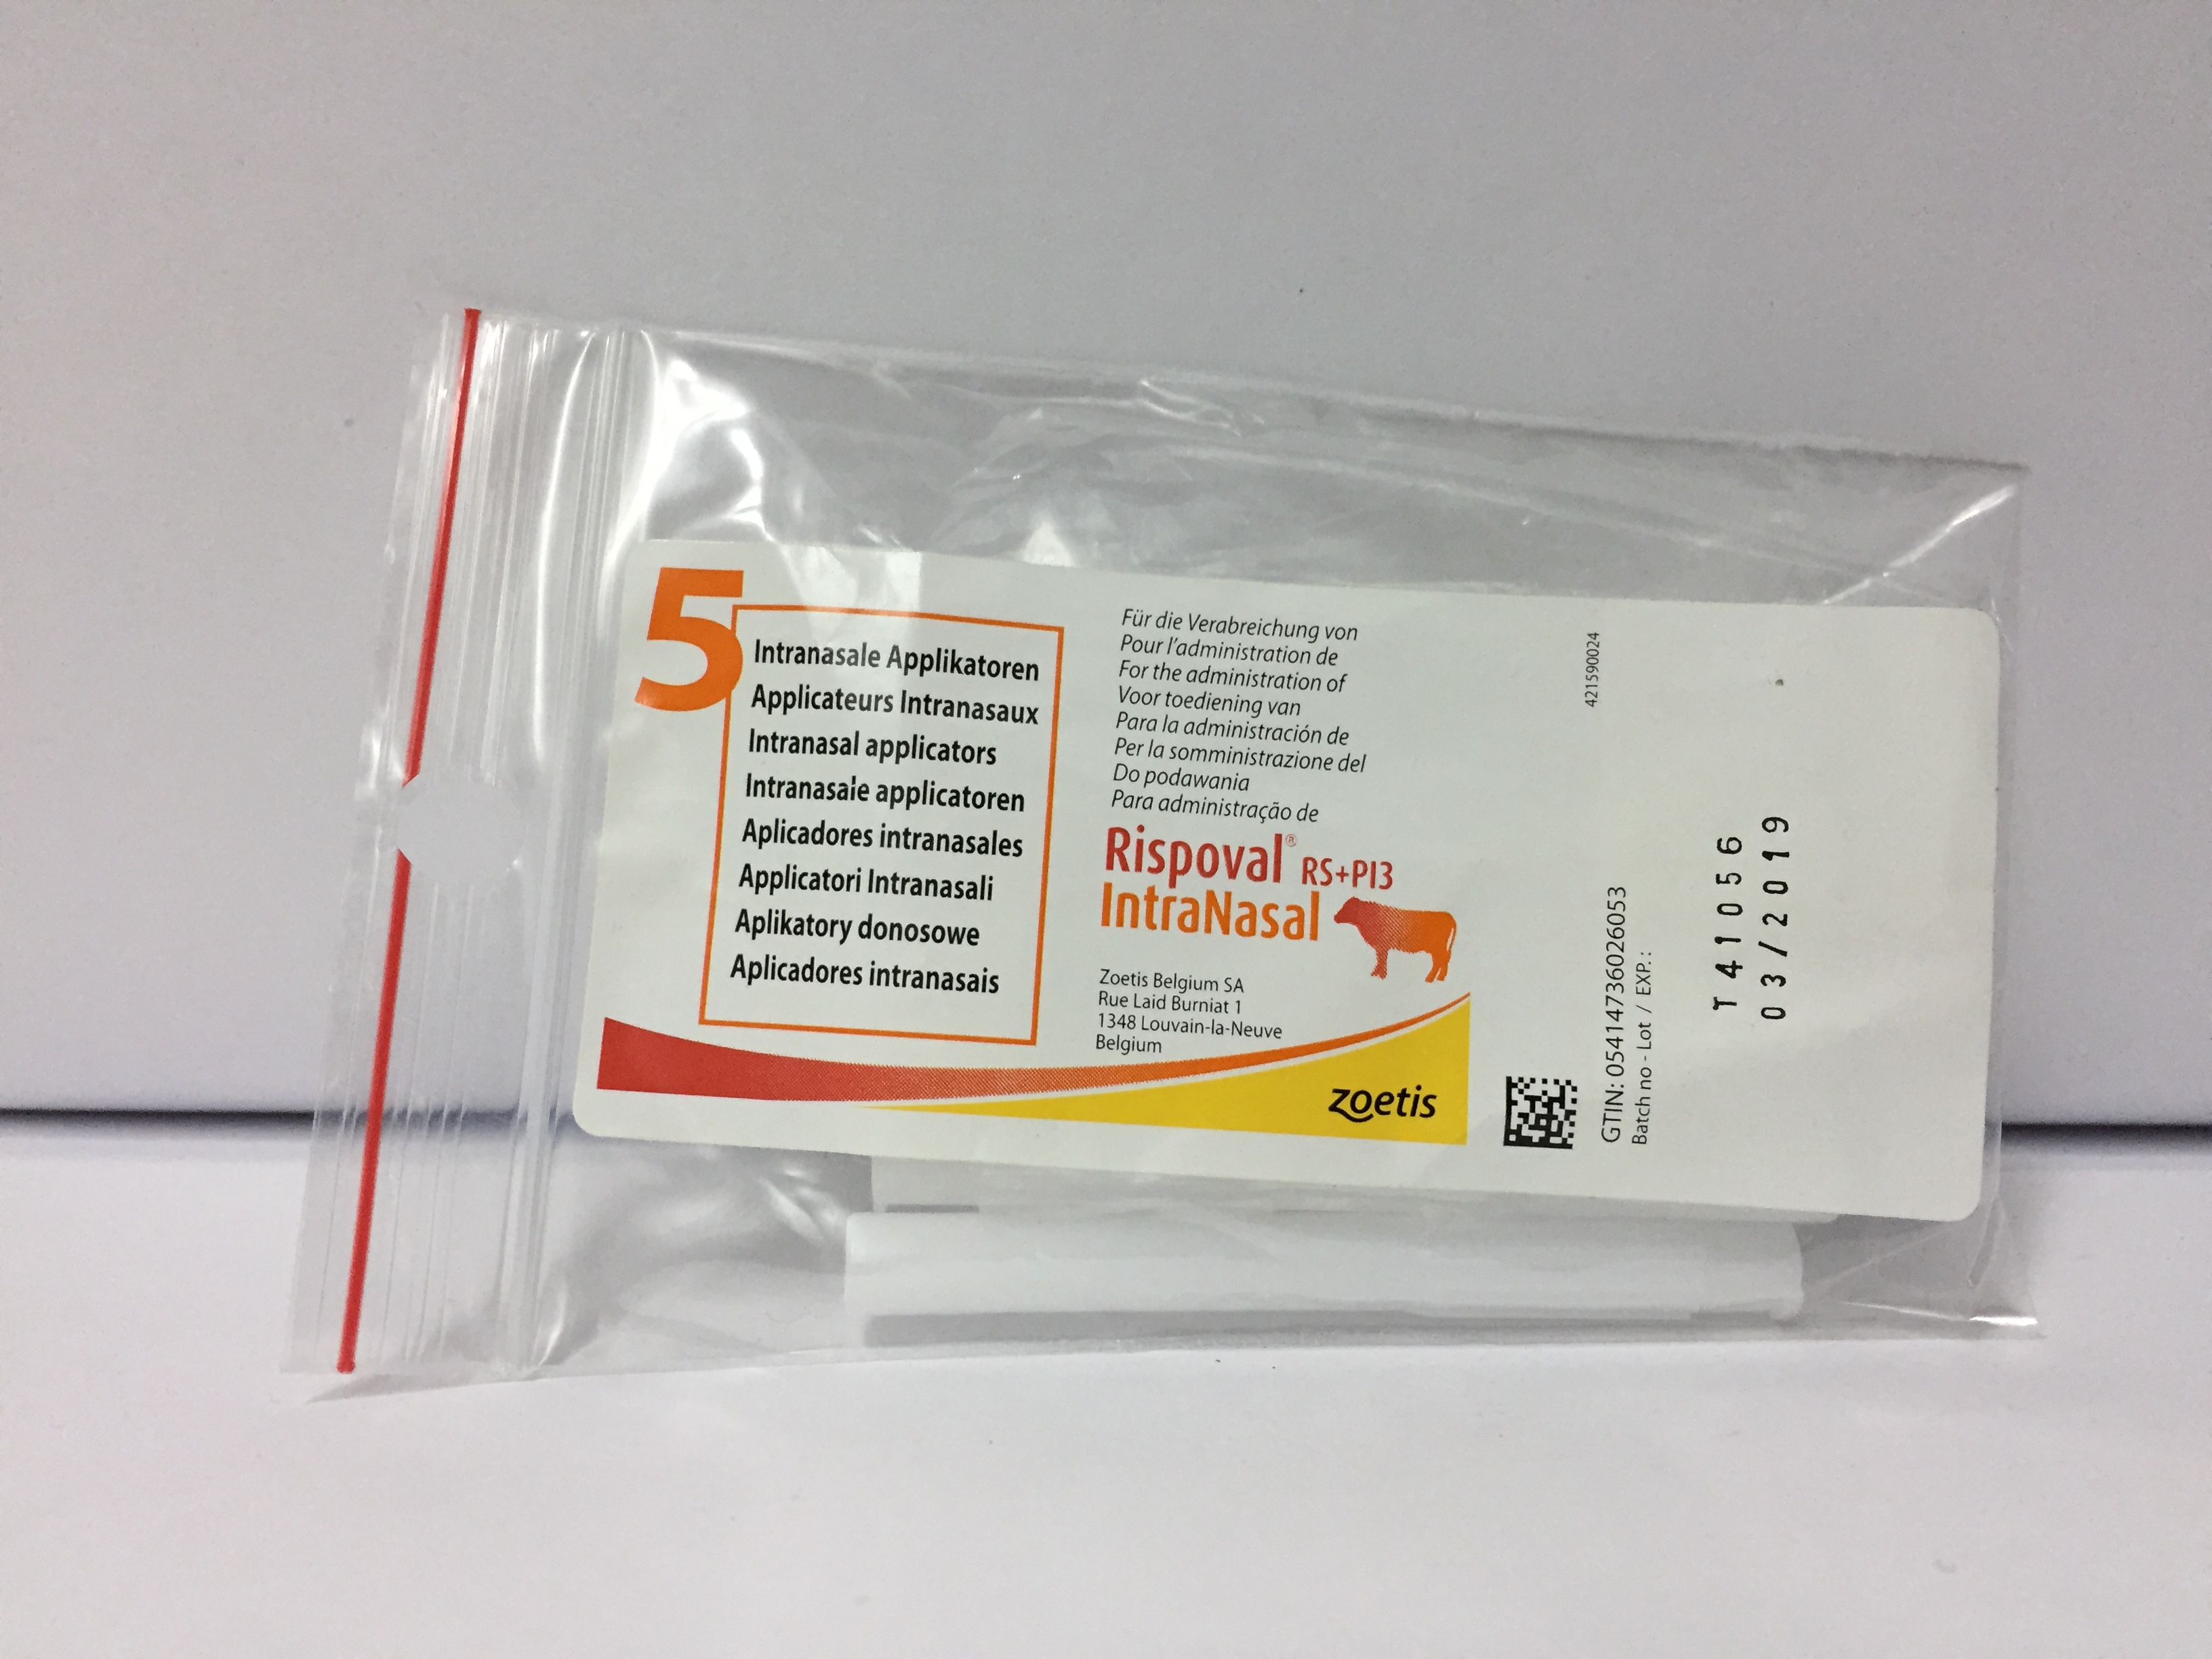 5
Intranasale Applikatoren
Applicateurs Intranasaux
Intranasal applicators
Intranasaie applicatoren
Aplicadores intranasales
Applicatori Intranasali
Aplikatory donosowe
Aplicadores intranasais
Für die Verabreichung von
Pour l'administration de
For the administration of
Voor toediening van
Para la administración de
Per la somministrazione del
Do podawania
Para administração de
Rispoval® RS+PI3
IntraNasal
Zoetis Belgium SA
Rue Laid Burniat 1
1348 Louvain-la-Neuve
Belgium
zoetis
421590024
GTIN: 05414736026053
Batch no - Lot / EXP.:
T41056
03/2019